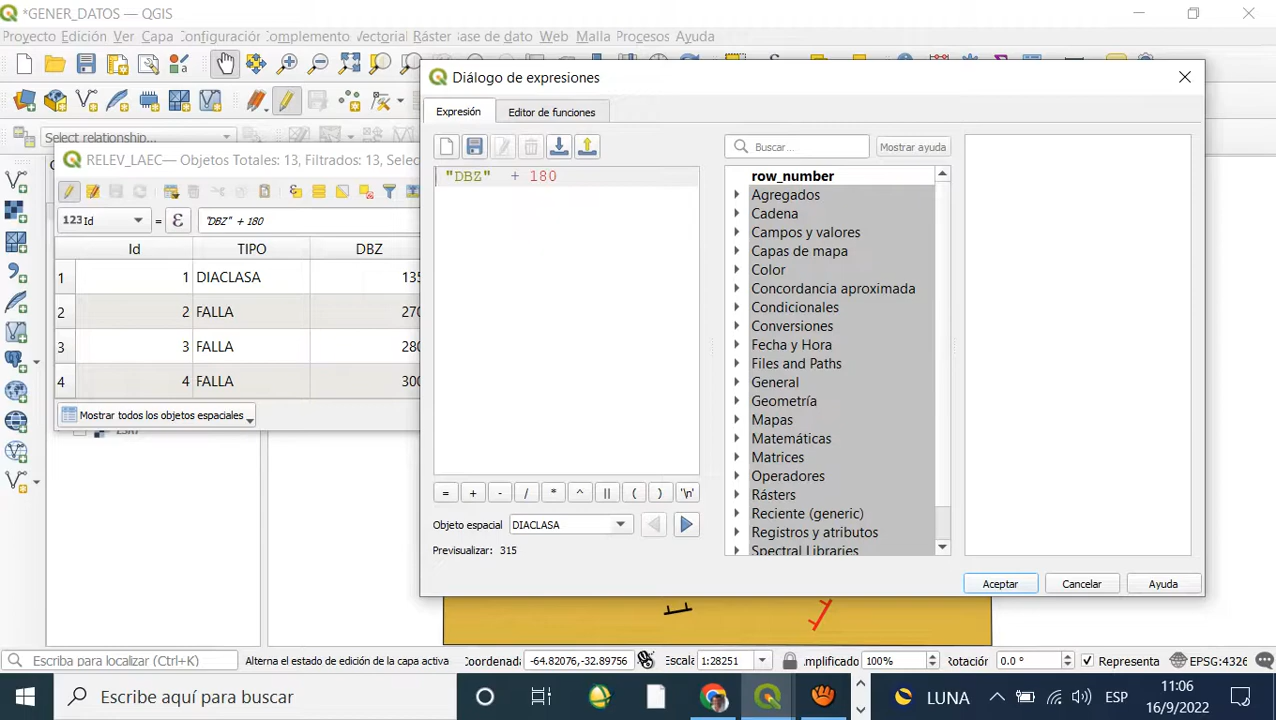 *GENER_DATOS — QGIS
Proyecto Edición Ver Capa Configuración Complemento Vectorial Ráster Base de dato Web Malla Procesos Ayuda
Select relationship...
RELEV_LAEC— Objetos Totales: 13, Filtrados: 13, Selec
123 Id = ε "DBZ" + 180
Id TIPO DBZ
1 1 DIACLASA 135
2 2 FALLA 270
3 3 FALLA 280
4 4 FALLA 300
Mostrar todos los objetos espaciales
Diálogo de expresiones
Expresión Editor de funciones
"DBZ" + 180
= + - / * ^ || ( ) '\n'
Objeto espacial DIACLASA
Previsualizar: 315
Buscar... Mostrar ayuda
row_number
Agregados
Cadena
Campos y valores
Capas de mapa
Color
Concordancia aproximada
Condicionales
Conversiones
Fecha y Hora
Files and Paths
General
Geometría
Mapas
Matemáticas
Matrices
Operadores
Rásters
Reciente (generic)
Registros y atributos
Spectral Libraries
Aceptar Cancelar Ayuda
Escribe para localizar (Ctrl+K) Alterna el estado de edición de la capa activa Coordenada -64.82076,-32.89756 Escala 1:28251 Amplificado 100% Rotación 0.0 ° Representa EPSG:4326
Escribe aquí para buscar
LUNA
ESP
11:06
16/9/2022